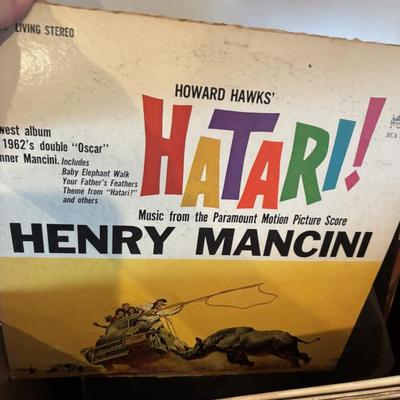 LIVING STEREO
HOWARD HAWKS'
HATARI!
west album
1962's double "Oscar"
nner Mancini. Includes
Baby Elephant Walk
Your Father's Feathers
Theme from "Hatari!"
and others
RCA
Music from the Paramount Motion Picture Score
HENRY MANCINI